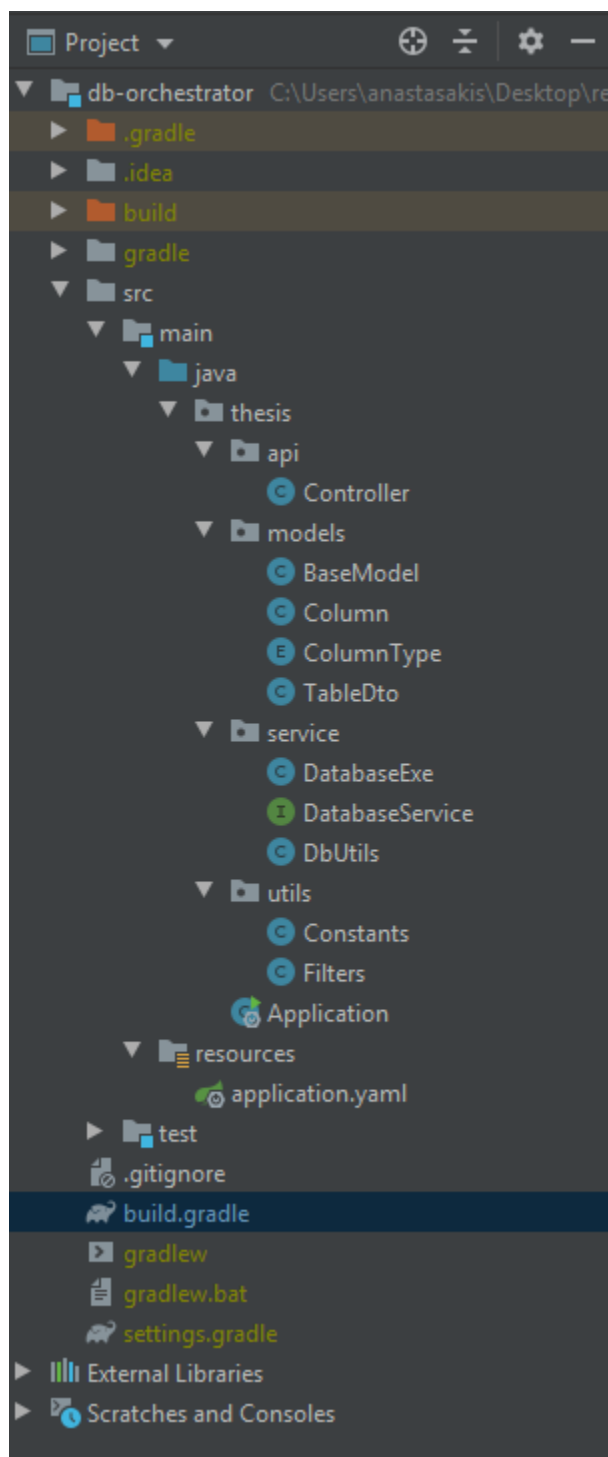 Project
db-orchestrator C:\Users\anastasakis\Desktop\re
.gradle
.idea
build
gradle
src
main
java
thesis
api
C Controller
models
C BaseModel
C Column
E ColumnType
C TableDto
service
C DatabaseExe
I DatabaseService
C DbUtils
utils
C Constants
C Filters
Application
resources
application.yaml
test
.gitignore
build.gradle
gradlew
gradlew.bat
settings.gradle
External Libraries
Scratches and Consoles